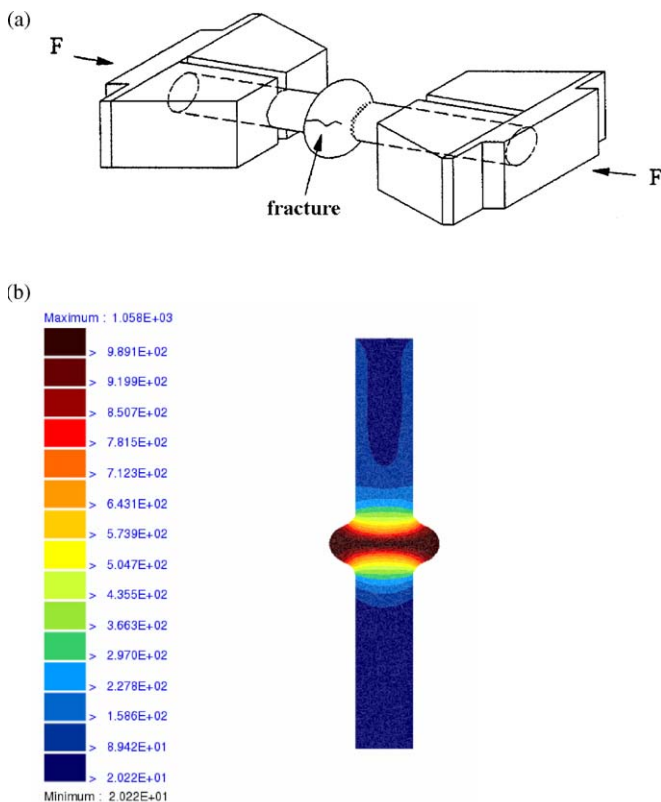 (a)
F
fracture
F
(b)
Maximum : 1.058E+03
> 9.891E+02
> 9.199E+02
> 8.507E+02
> 7.815E+02
> 7.123E+02
> 6.431E+02
> 5.739E+02
> 5.047E+02
> 4.355E+02
> 3.663E+02
> 2.970E+02
> 2.278E+02
> 1.586E+02
> 8.942E+01
> 2.022E+01
Minimum : 2.022E+01